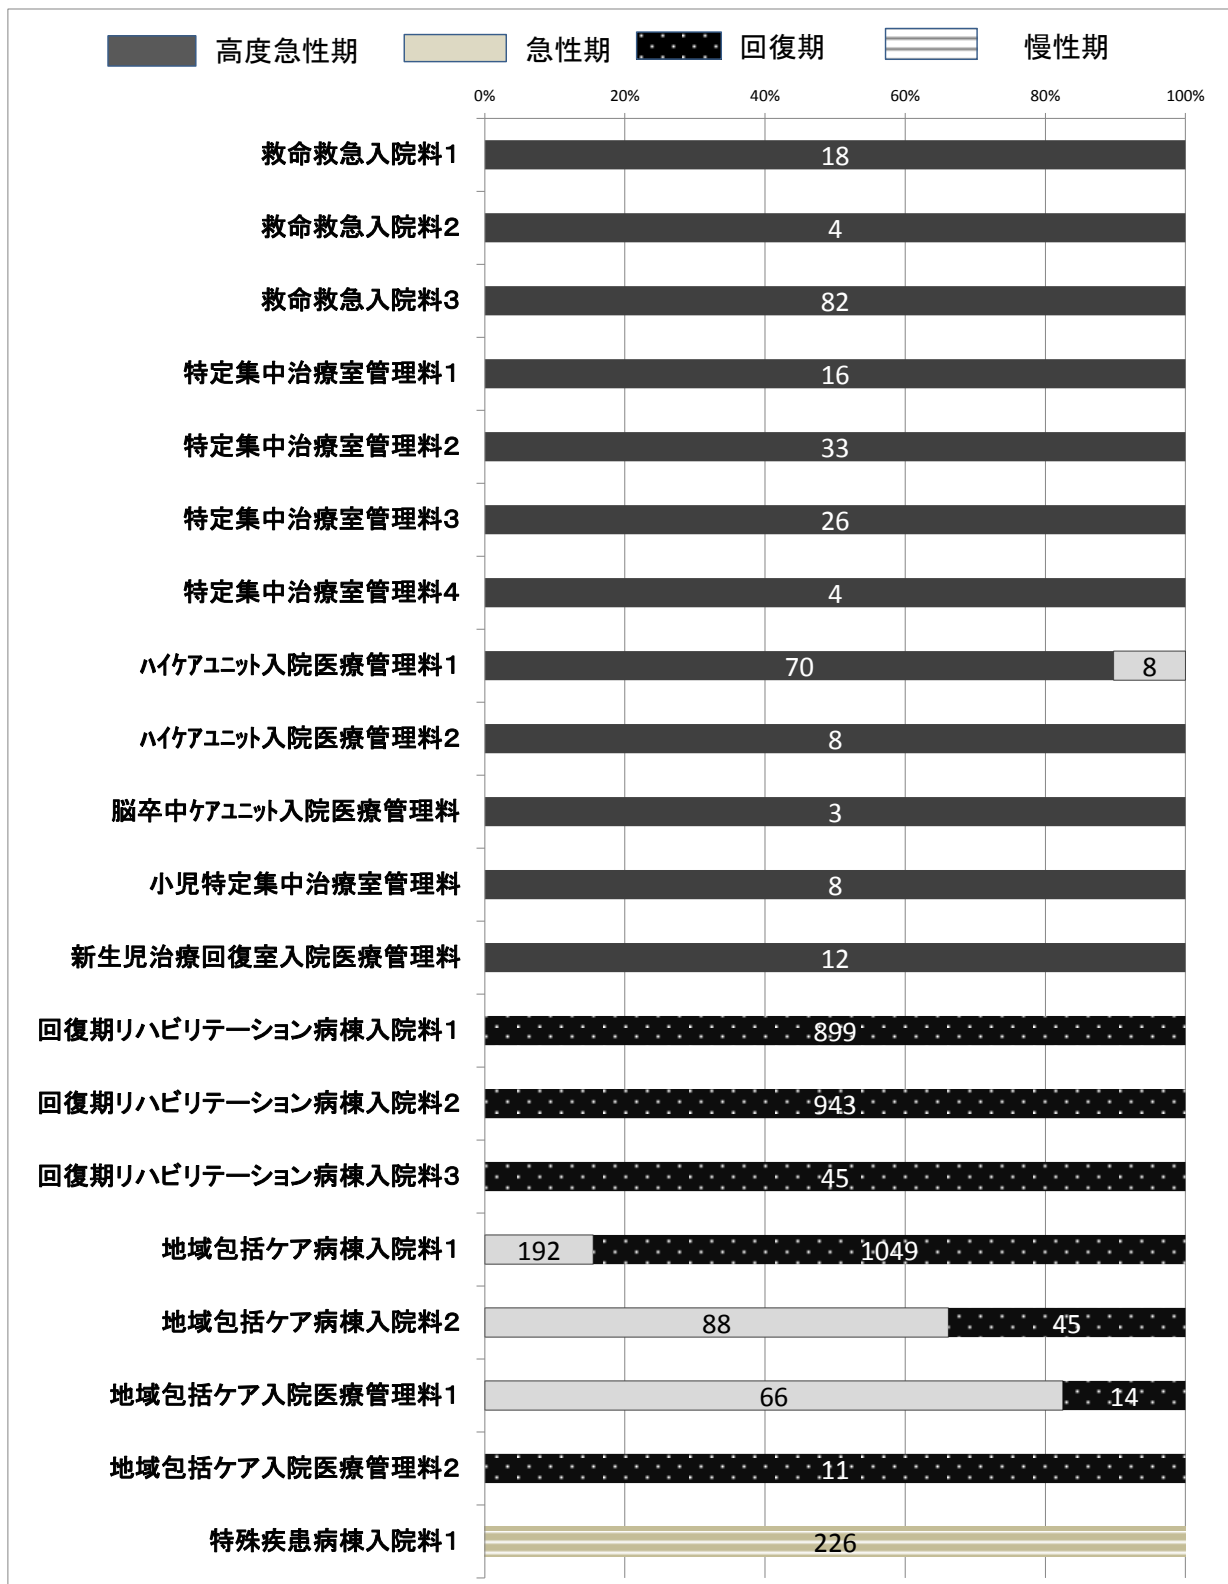 高度急性期 急性期 回復期 慢性期
0% 20% 40% 60% 80% 100%
救命救急入院料1 18
救命救急入院料2 4
救命救急入院料3 82
特定集中治療室管理料1 16
特定集中治療室管理料2 33
特定集中治療室管理料3 26
特定集中治療室管理料4 4
ﾊｲｹｱﾕﾆｯﾄ入院医療管理料1 70 8
ﾊｲｹｱﾕﾆｯﾄ入院医療管理料2 8
脳卒中ｹｱﾕﾆｯﾄ入院医療管理料 3
小児特定集中治療室管理料 8
新生児治療回復室入院医療管理料 12
回復期リハビリテーション病棟入院料1 899
回復期リハビリテーション病棟入院料2 943
回復期リハビリテーション病棟入院料3 45
地域包括ケア病棟入院料1 192 1049
地域包括ケア病棟入院料2 88 45
地域包括ケア入院医療管理料1 66 14
地域包括ケア入院医療管理料2 11
特殊疾患病棟入院料1 226